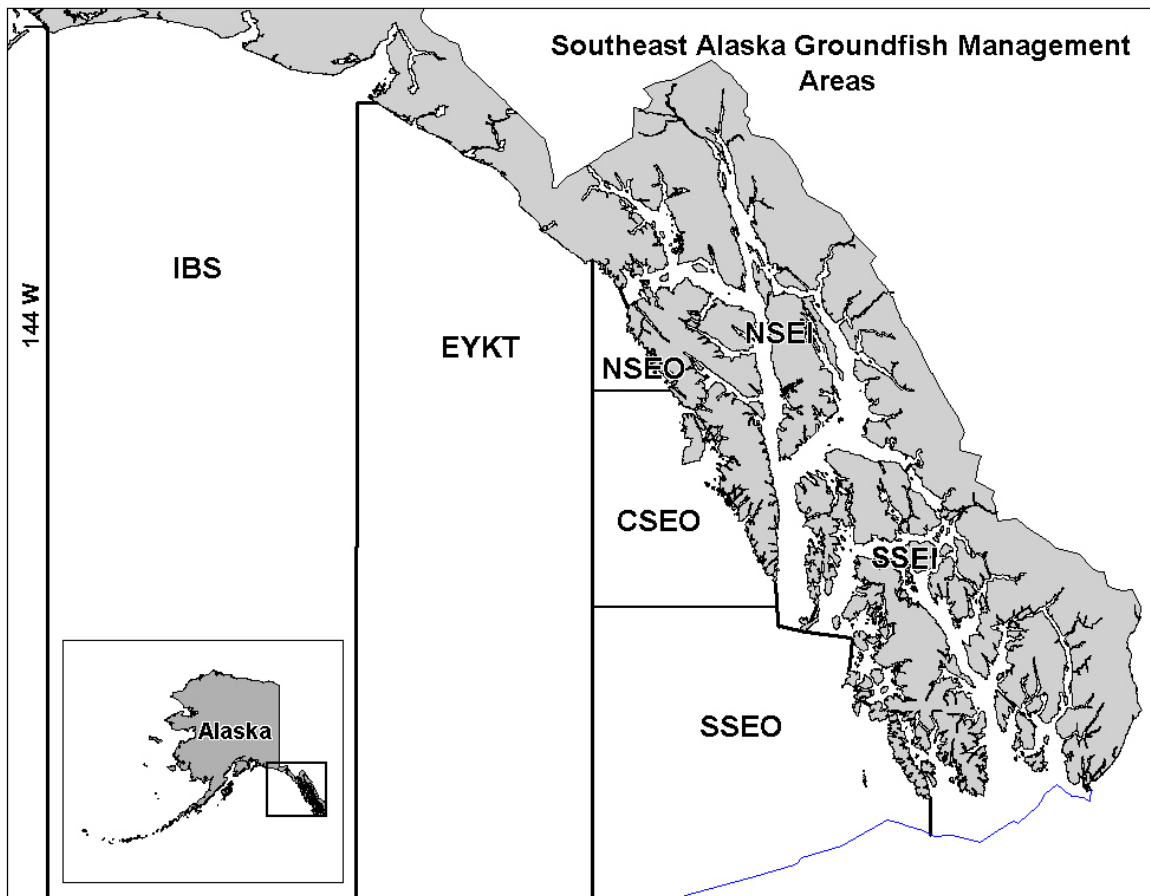 Southeast Alaska Groundfish Management
Areas
144 W
IBS
EYKT
NSEI
NSEO
CSEO
SSEI
SSEO
Alaska